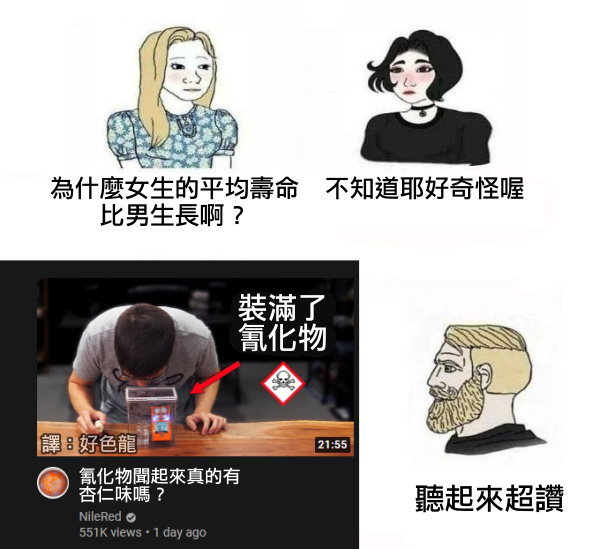 為什麼女生的平均壽命
比男生長啊？
不知道耶好奇怪喔
裝滿了
氰化物
譯：好色龍
21:55
氰化物聞起來真的有
杏仁味嗎？
NileRed
551K views • 1 day ago
聽起來超讚